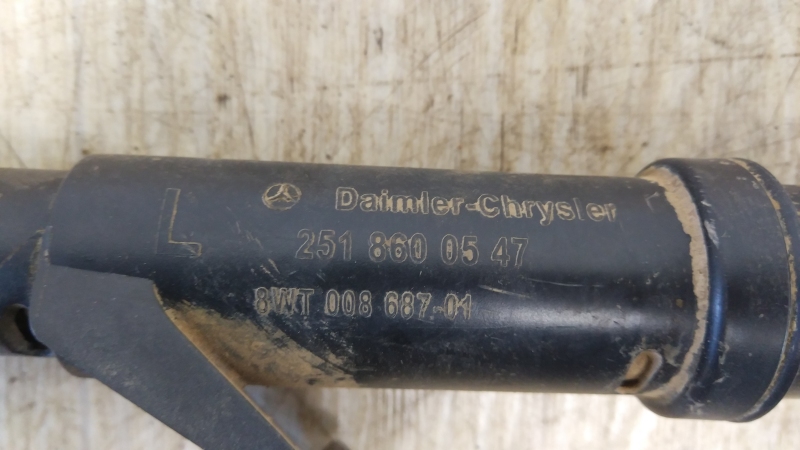 L
Daimler-Chrysler
251 860 05 47
8WT 008 687-01